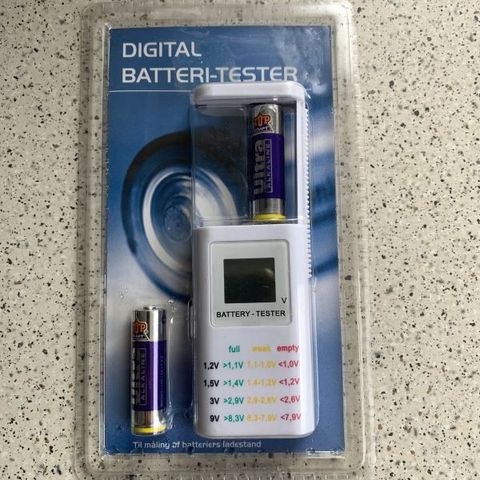 DIGITAL
BATTERI-TESTER
UP
Ultra
ALKALINE
V
BATTERY - TESTER
full weak empty
1,2V >1,1V 1,1-1,0V <1,0V
1,5V >1,4V 1.4-1,2V <1,2V
3V >2,9V 2,9-2,6V <2,6V
9V >8,3V 8.3-7,9V <7,9V
UP
Ultra
ALKALINE
Til måling af batteriers ladestand